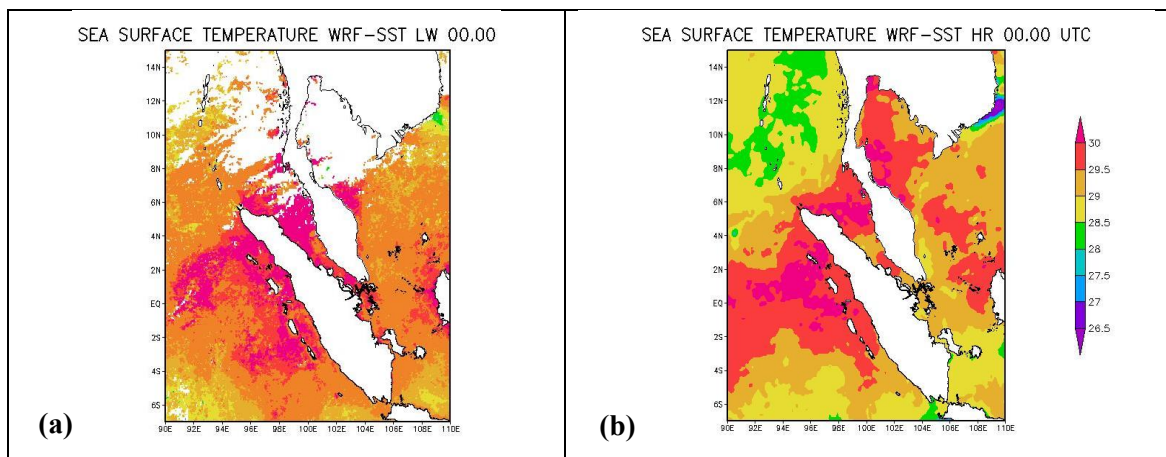 SEA SURFACE TEMPERATURE WRF-SST LW 00.00
14N
12N
10N
8N
6N
4N
2N
EQ
2S
4S
6S
90E 92E 94E 96E 98E 100E 102E 104E 106E 108E 110E
(a)
SEA SURFACE TEMPERATURE WRF-SST HR 00.00 UTC
14N
12N
10N
8N
6N
4N
2N
EQ
2S
4S
6S
90E 92E 94E 96E 98E 100E 102E 104E 106E 108E 110E
(b)
30
29.5
29
28.5
28
27.5
27
26.5